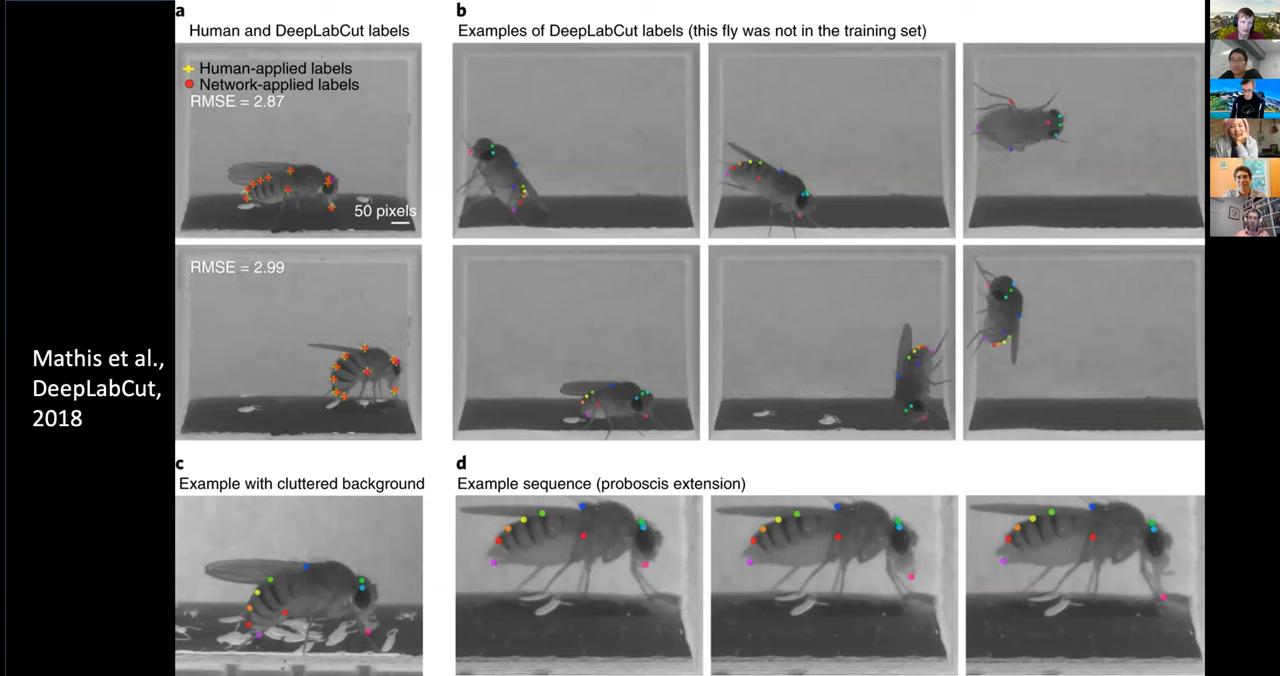 a
Human and DeepLabCut labels
Human-applied labels
Network-applied labels
RMSE = 2.87
50 pixels
RMSE = 2.99
b
Examples of DeepLabCut labels (this fly was not in the training set)
Mathis et al.,
DeepLabCut,
2018
c
Example with cluttered background
d
Example sequence (proboscis extension)